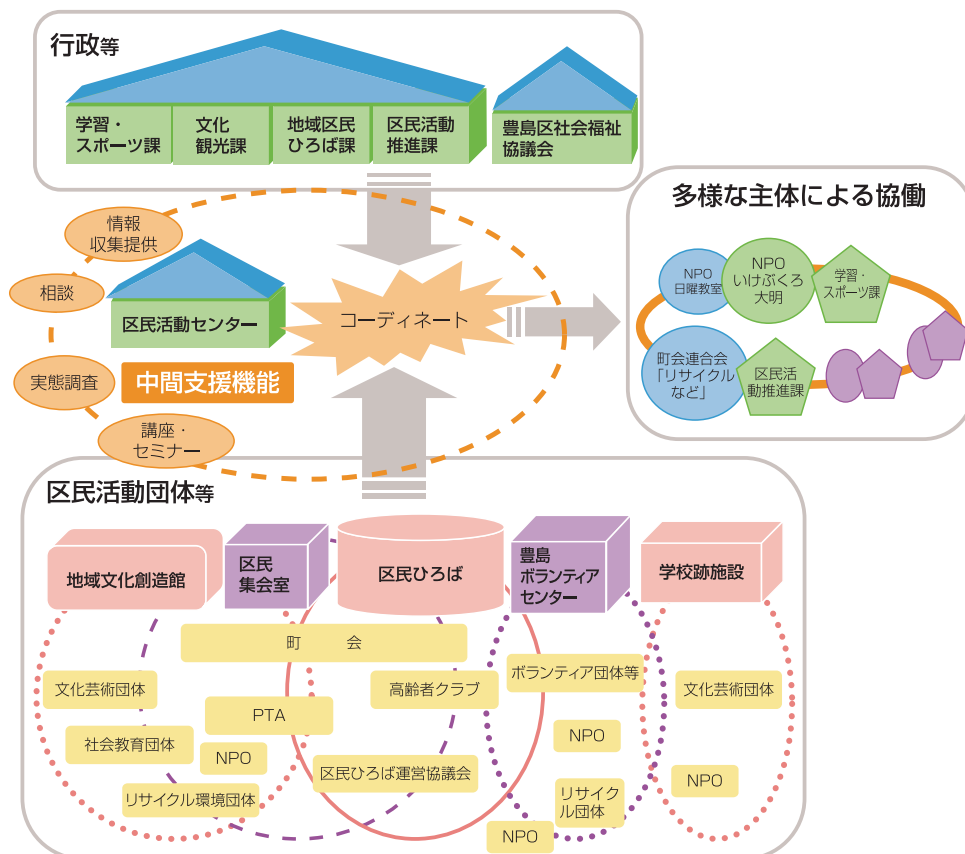 行政等
学習・
スポーツ課
文化
観光課
地域区民
ひろば課
区民活動
推進課
豊島区社会福祉
協議会
情報
収集提供
相談
区民活動センター
コーディネート
実態調査
中間支援機能
講座・
セミナー
多様な主体による協働
NPO
日曜教室
NPO
いけぶくろ
大明
学習・
スポーツ課
町会連合会
「リサイクル
など」
区民活
動推進課
区民活動団体等
地域文化創造館
区民
集会室
区民ひろば
豊島
ボランティア
センター
学校跡施設
町　会
文化芸術団体
PTA
高齢者クラブ
ボランティア団体等
文化芸術団体
社会教育団体
NPO
NPO
区民ひろば運営協議会
リサイクル環境団体
リサイク
ル団体
NPO
NPO